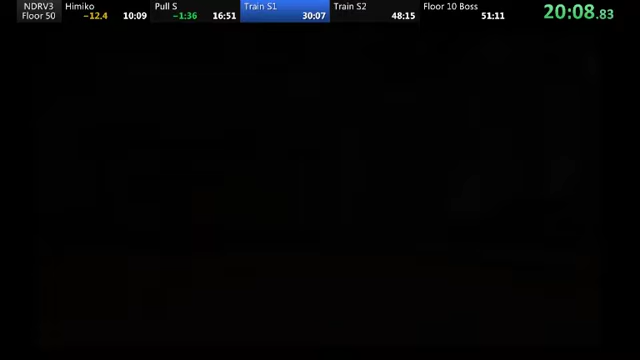 NDRV3
Floor 50
Himiko
−12.4 10:09
Pull S
−1:36 16:51
Train S1
30:07
Train S2
48:15
Floor 10 Boss
51:11
20:08.83